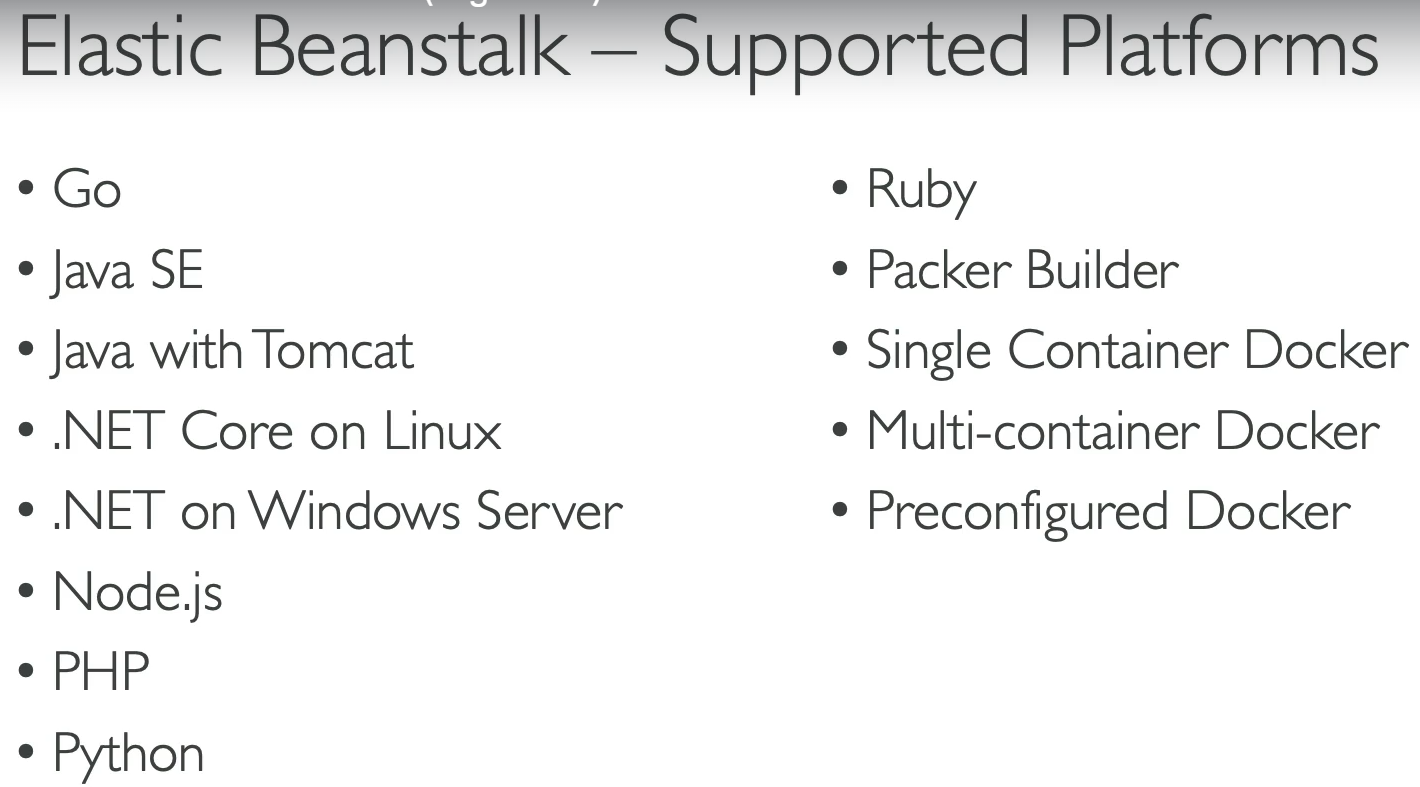 Elastic Beanstalk – Supported Platforms
• Go
• Java SE
• Java with Tomcat
• .NET Core on Linux
• .NET on Windows Server
• Node.js
• PHP
• Python
• Ruby
• Packer Builder
• Single Container Docker
• Multi-container Docker
• Preconfigured Docker